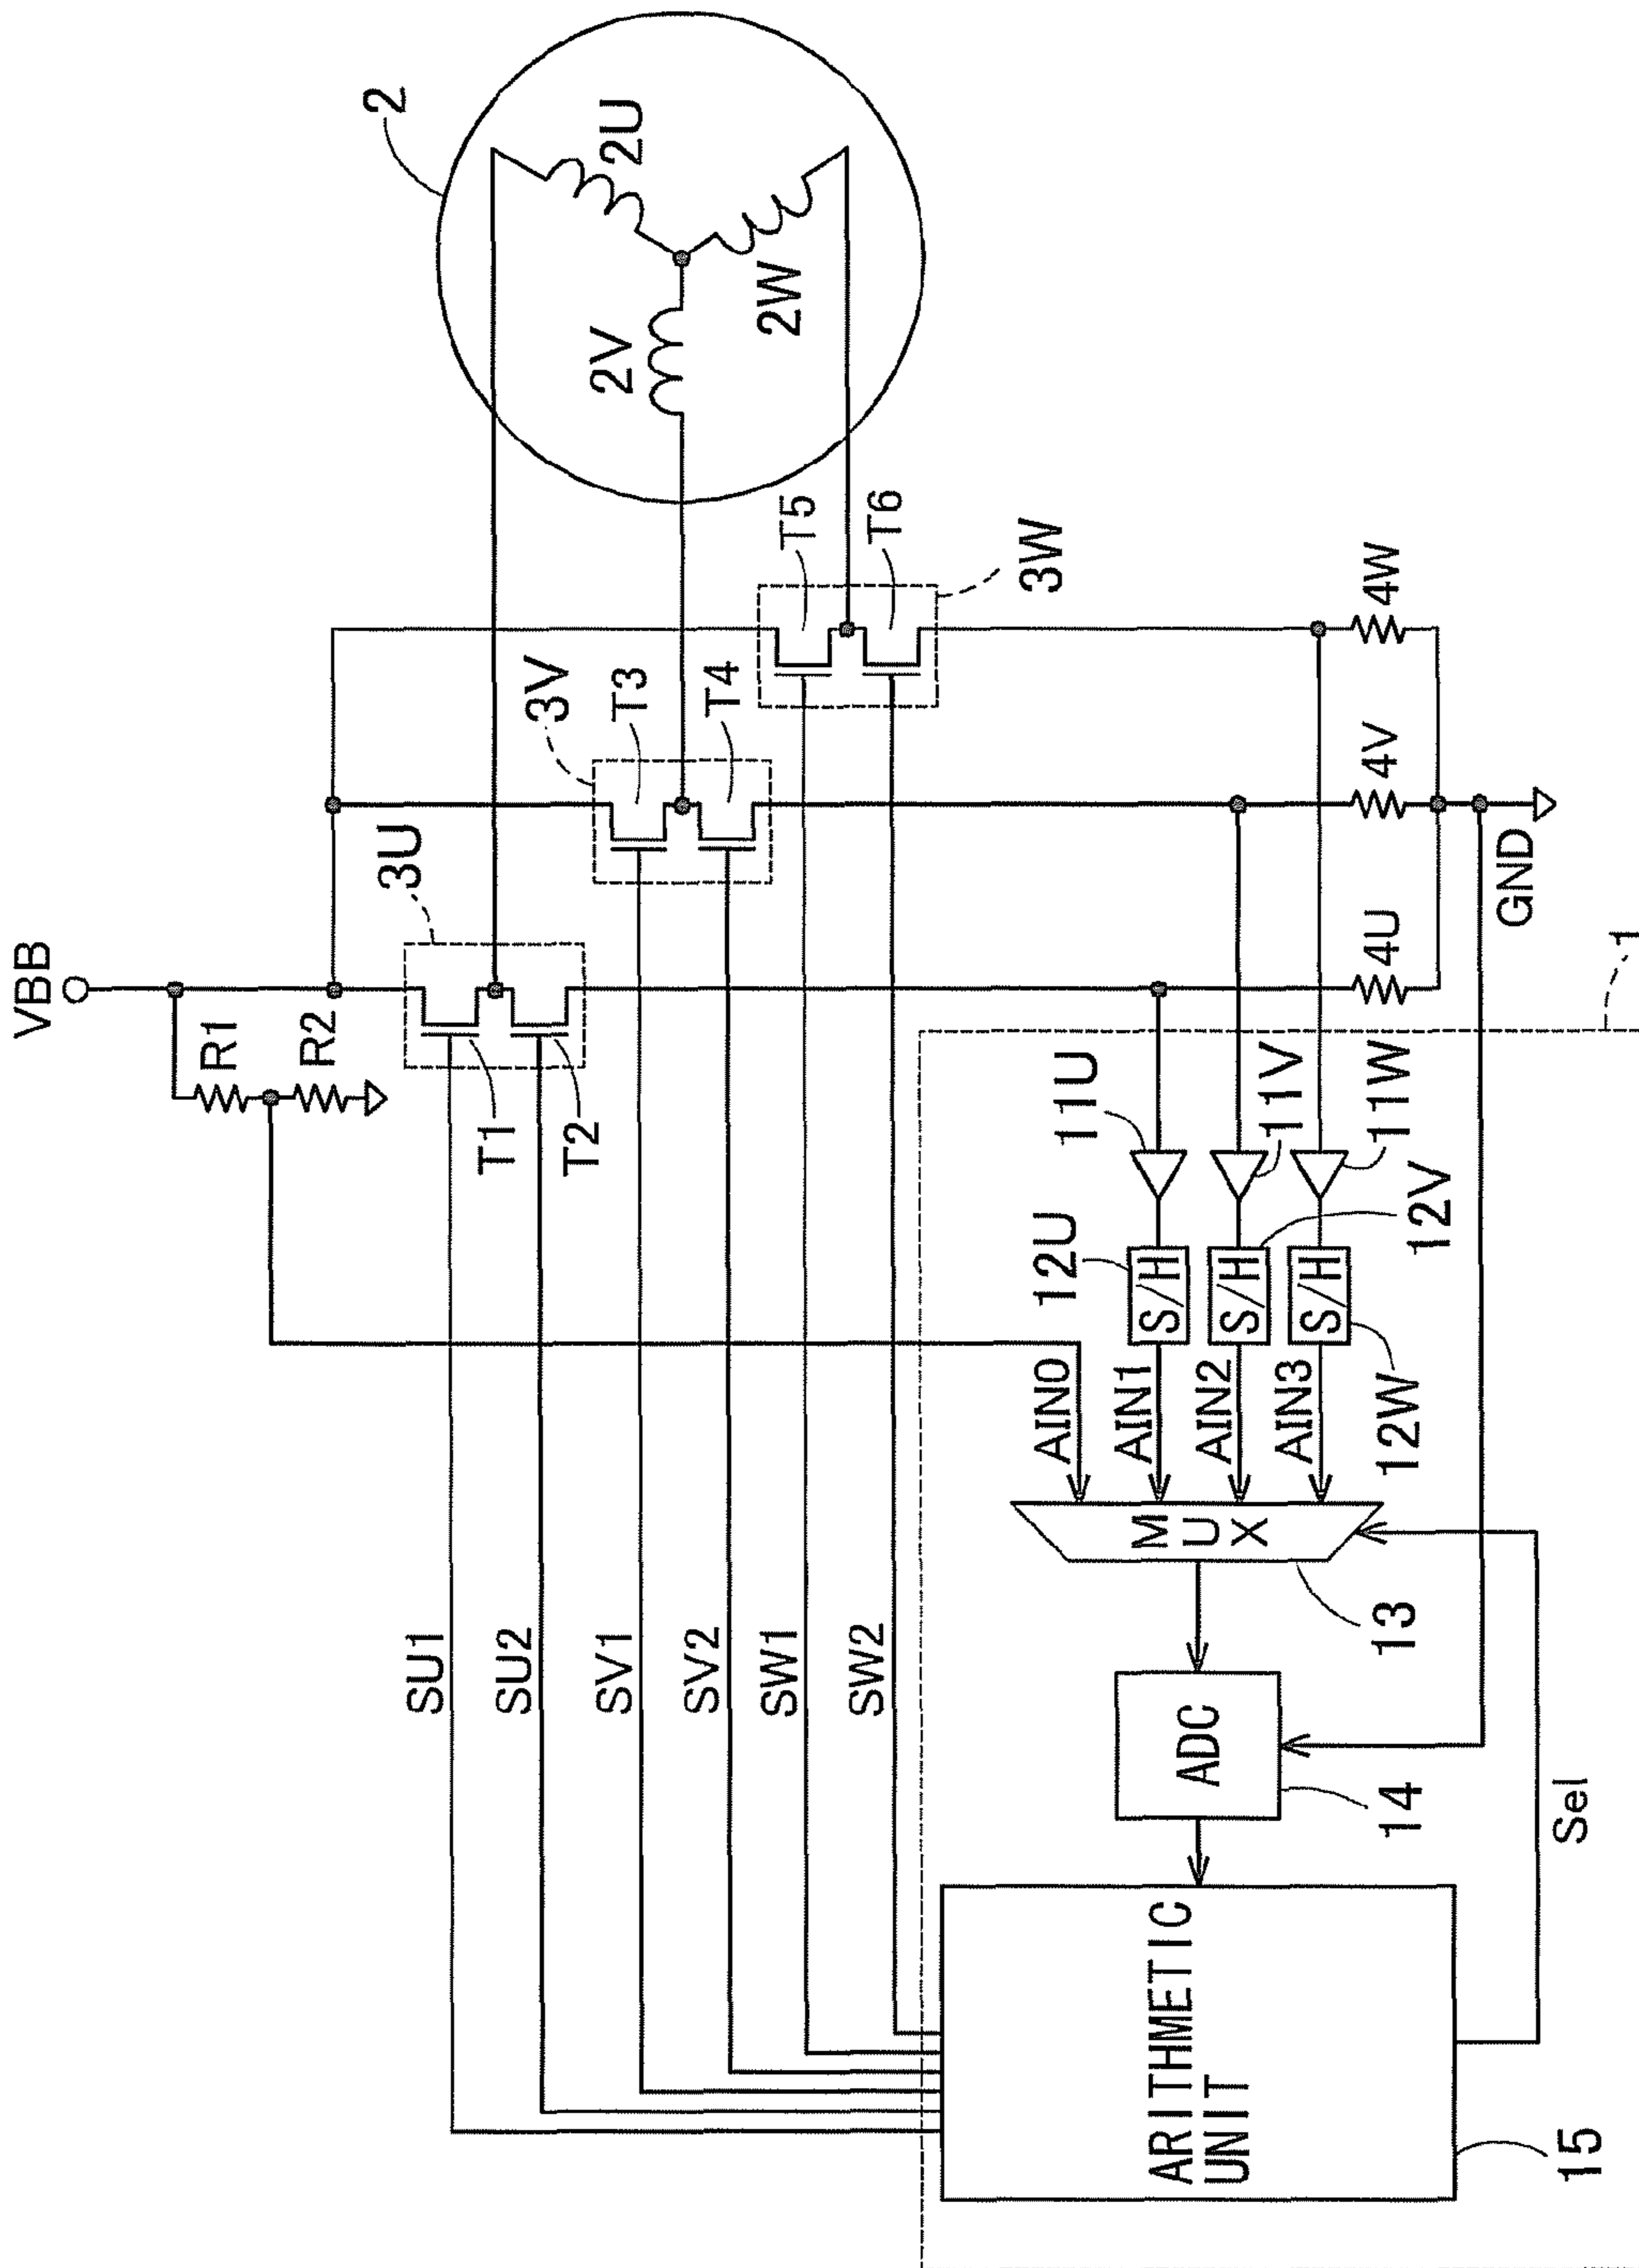 VBB
R1
R2
3U
T1
T2
3V
T3
T4
T5
T6
3W
2
2U
2V
2W
SU1
SU2
SV1
SV2
SW1
SW2
4U
4V
4W
GND
1
11U
11V
11W
12U
12V
12W
S/H
S/H
S/H
AIN0
AIN1
AIN2
AIN3
MUX
13
ADC
14
Sel
ARITHMETIC
UNIT
15